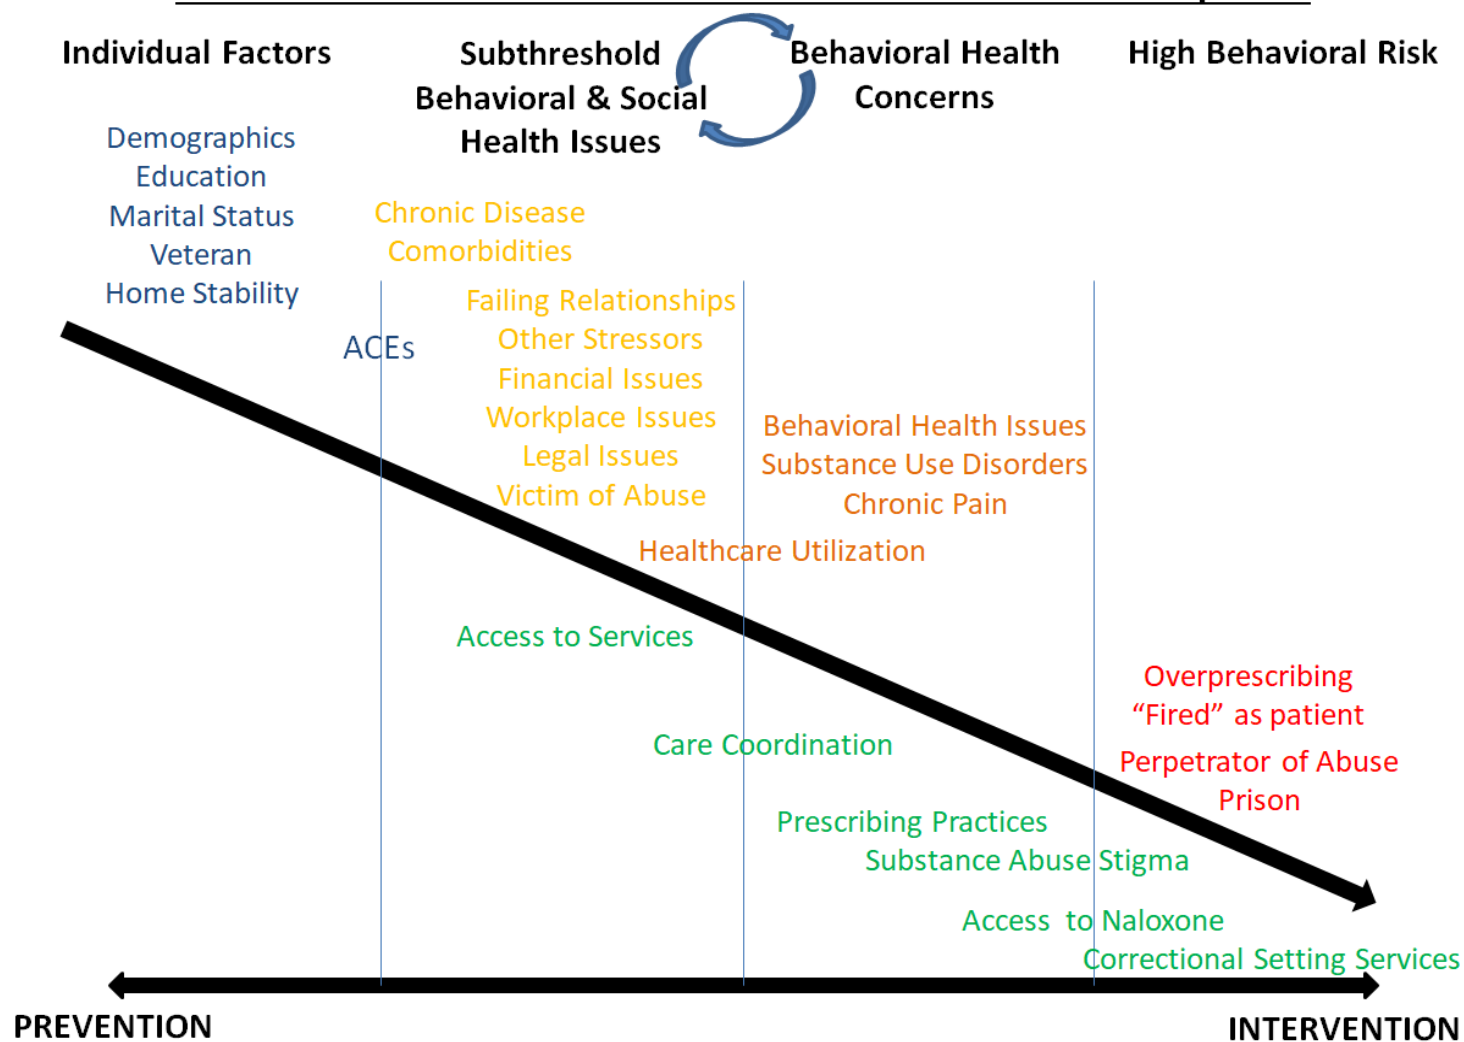 Individual Factors
Subthreshold
Behavioral & Social
Health Issues
Behavioral Health
Concerns
High Behavioral Risk
Demographics
Education
Marital Status
Veteran
Home Stability
ACEs
Chronic Disease
Comorbidities
Failing Relationships
Other Stressors
Financial Issues
Workplace Issues
Legal Issues
Victim of Abuse
Behavioral Health Issues
Substance Use Disorders
Chronic Pain
Healthcare Utilization
Access to Services
Care Coordination
Prescribing Practices
Substance Abuse Stigma
Access  to Naloxone
Correctional Setting Services
Overprescribing
“Fired” as patient
Perpetrator of Abuse
Prison
PREVENTION
INTERVENTION